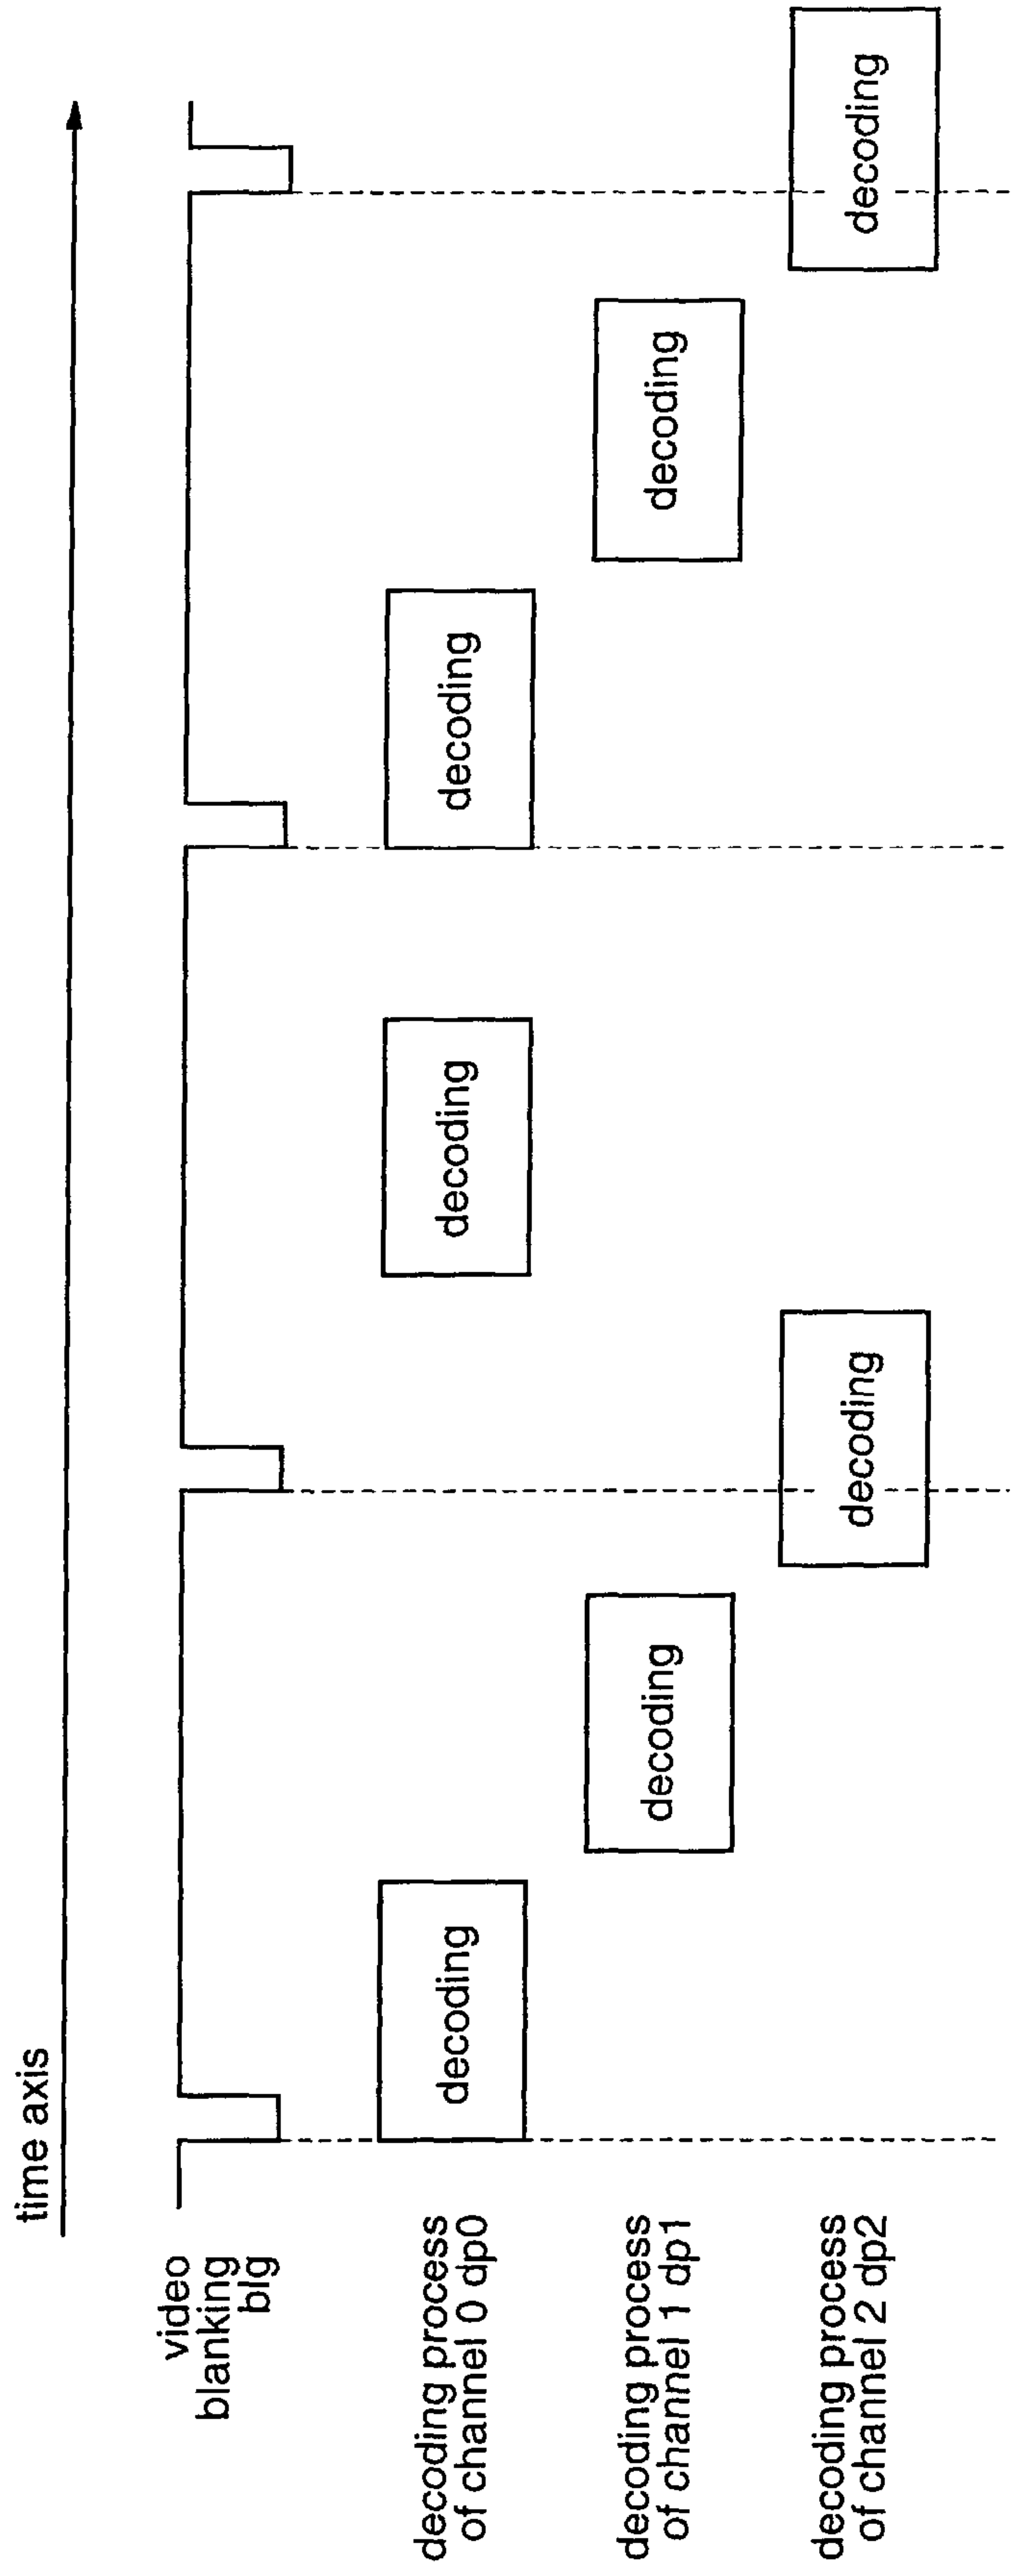 time axis
video
blanking
blg
decoding process
of channel 0 dp0
decoding
decoding
decoding
decoding process
of channel 1 dp1
decoding
decoding
decoding process
of channel 2 dp2
decoding
decoding